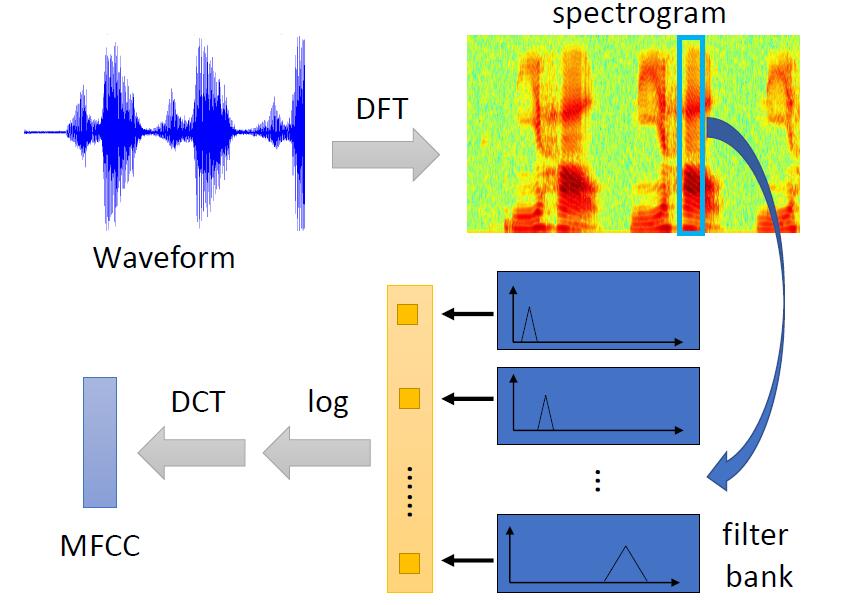 spectrogram
DFT
Waveform
DCT
log
MFCC
filter
bank